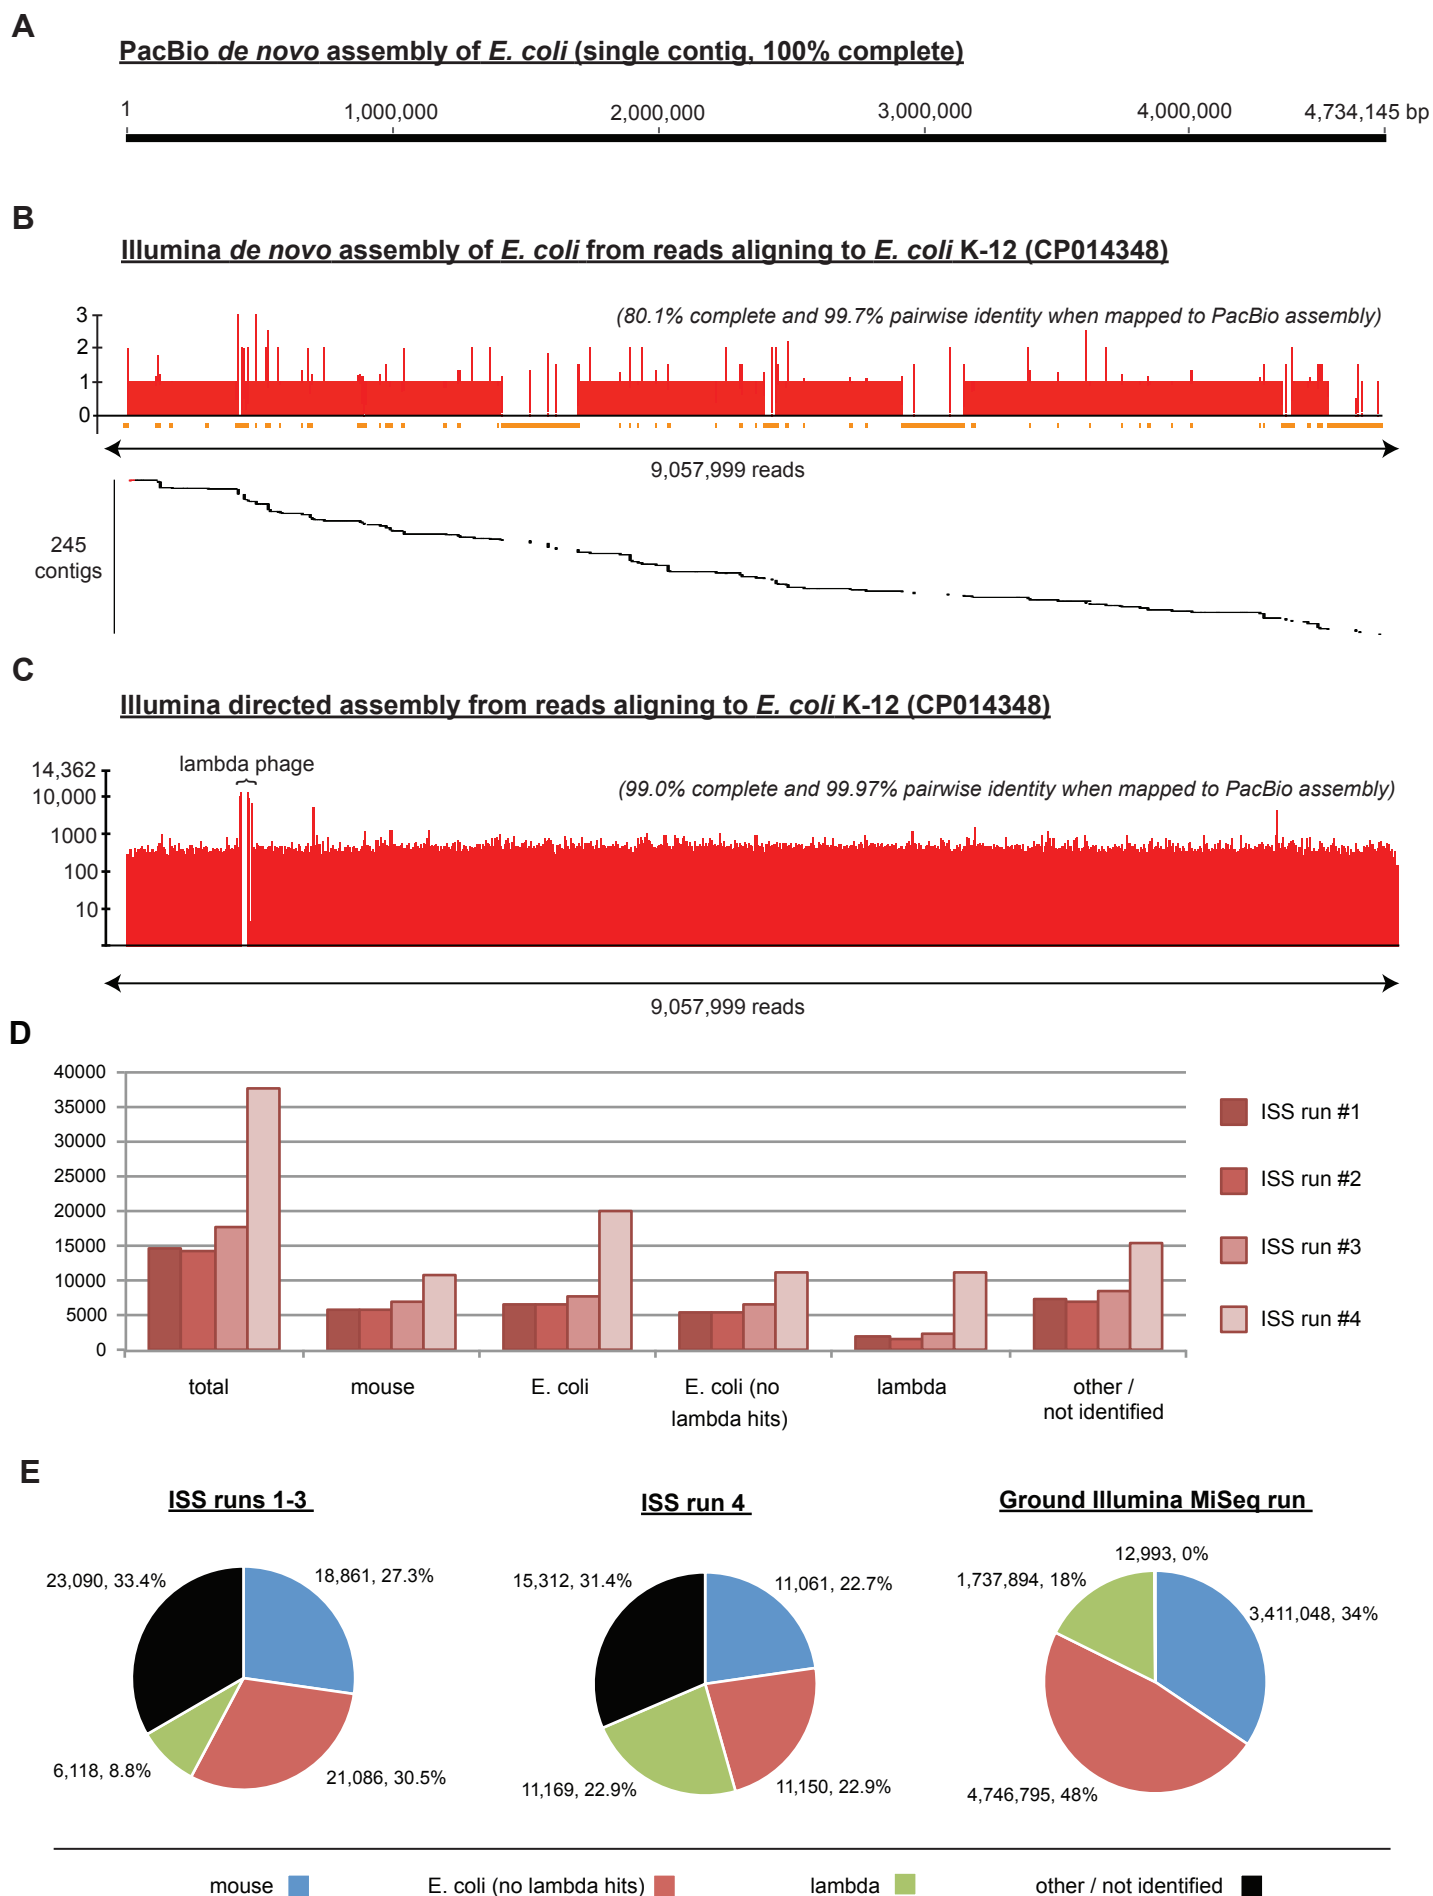 A
PacBio de novo assembly of E. coli (single contig, 100% complete)
1 1,000,000 2,000,000 3,000,000 4,000,000 4,734,145 bp
B
Illumina de novo assembly of E. coli from reads aligning to E. coli K-12 (CP014348)
(80.1% complete and 99.7% pairwise identity when mapped to PacBio assembly)
3
2
1
0
9,057,999 reads
245
contigs
C
Illumina directed assembly from reads aligning to E. coli K-12 (CP014348)
lambda phage
(99.0% complete and 99.97% pairwise identity when mapped to PacBio assembly)
14,362
10,000
1000
100
10
9,057,999 reads
D
40000
35000
30000
25000
20000
15000
10000
5000
0
total
mouse
E. coli
E. coli (no
lambda hits)
lambda
other /
not identified
ISS run #1
ISS run #2
ISS run #3
ISS run #4
E
ISS runs 1-3
23,090, 33.4%
18,861, 27.3%
6,118, 8.8%
21,086, 30.5%
ISS run 4
15,312, 31.4%
11,061, 22.7%
11,169, 22.9%
11,150, 22.9%
Ground Illumina MiSeq run
12,993, 0%
1,737,894, 18%
3,411,048, 34%
4,746,795, 48%
mouse
E. coli (no lambda hits)
lambda
other / not identified